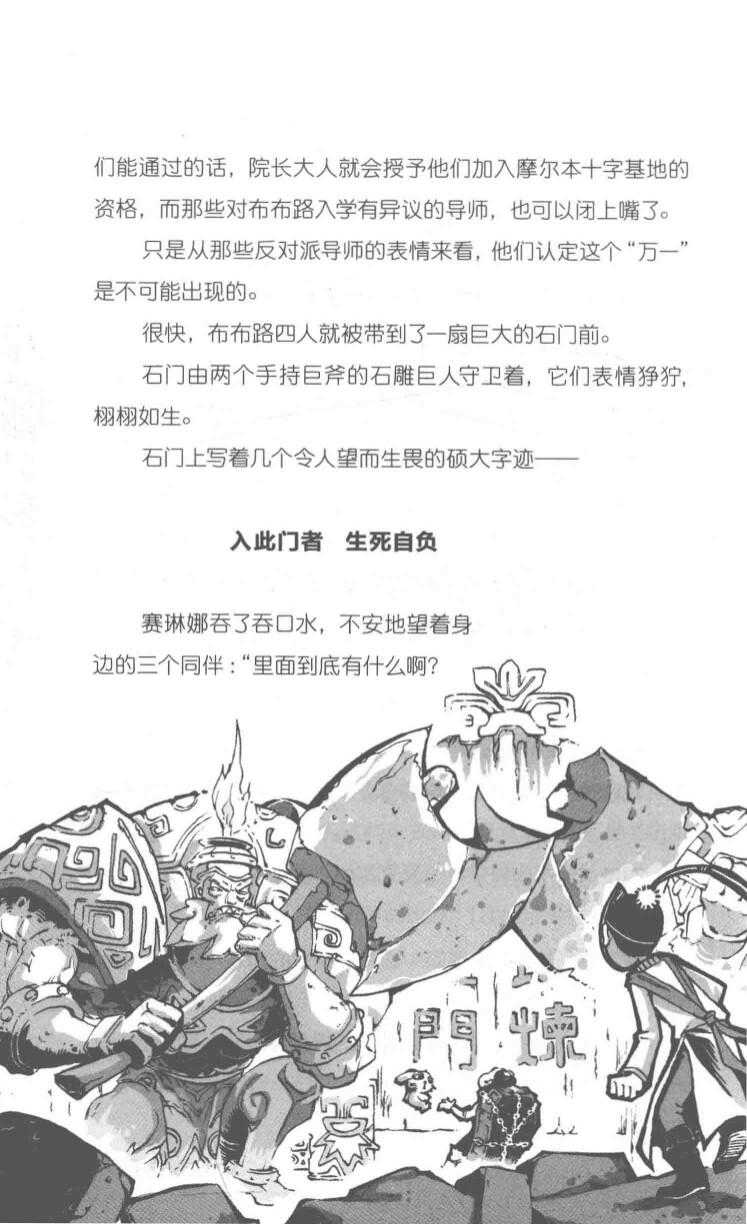 们能通过的话，院长大人就会授予他们加入摩尔本十字基地的
资格，而那些对布布路入学有异议的导师，也可以闭上嘴了。
只是从那些反对派导师的表情来看，他们认定这个“万一”
是不可能出现的。
很快，布布路四人就被带到了一扇巨大的石门前。
石门由两个手持巨斧的石雕巨人守卫着，它们表情狰狞，
栩栩如生。
石门上写着几个令人望而生畏的硕大字迹——
入此门者　生死自负
赛琳娜吞了吞口水，不安地望着身
边的三个同伴：“里面到底有什么啊？
門 煉